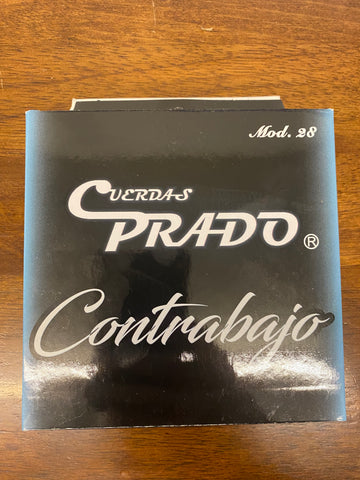 Mod. 28
CUERDAS
PRADO ®
Contrabajo